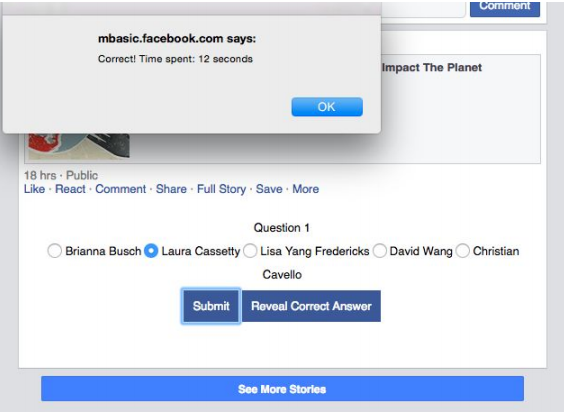 Comment
mbasic.facebook.com says:
Correct! Time spent: 12 seconds
Impact The Planet
OK
18 hrs · Public
Like · React · Comment · Share · Full Story · Save · More
Question 1
Brianna Busch Laura Cassetty Lisa Yang Fredericks David Wang Christian
Cavello
Submit Reveal Correct Answer
See More Stories